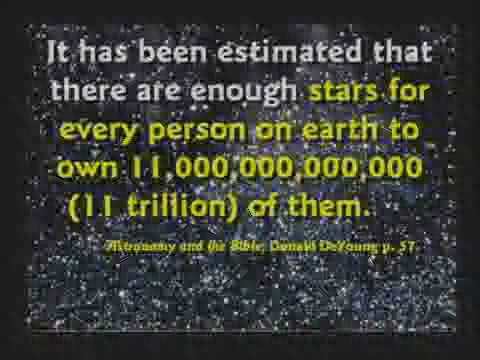 It has been estimated that
there are enough stars for
every person on earth to
own 11,000,000,000,000
(11 trillion) of them.
Astronomy and the Bible, Donald DeYoung p. 57